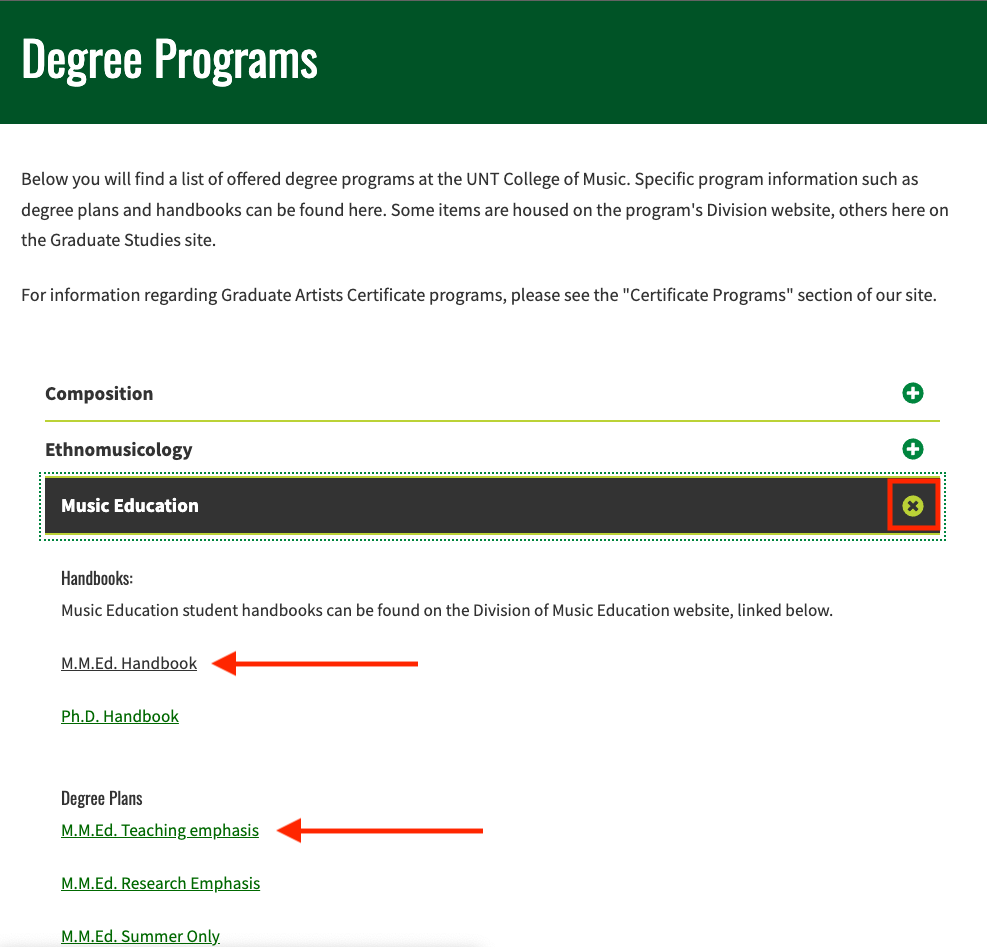 Degree Programs
Below you will find a list of offered degree programs at the UNT College of Music. Specific program information such as
degree plans and handbooks can be found here. Some items are housed on the program's Division website, others here on
the Graduate Studies site.
For information regarding Graduate Artists Certificate programs, please see the "Certificate Programs" section of our site.
Composition
Ethnomusicology
Music Education
Handbooks:
Music Education student handbooks can be found on the Division of Music Education website, linked below.
M.M.Ed. Handbook
Ph.D. Handbook
Degree Plans
M.M.Ed. Teaching emphasis
M.M.Ed. Research Emphasis
M.M.Ed. Summer Only